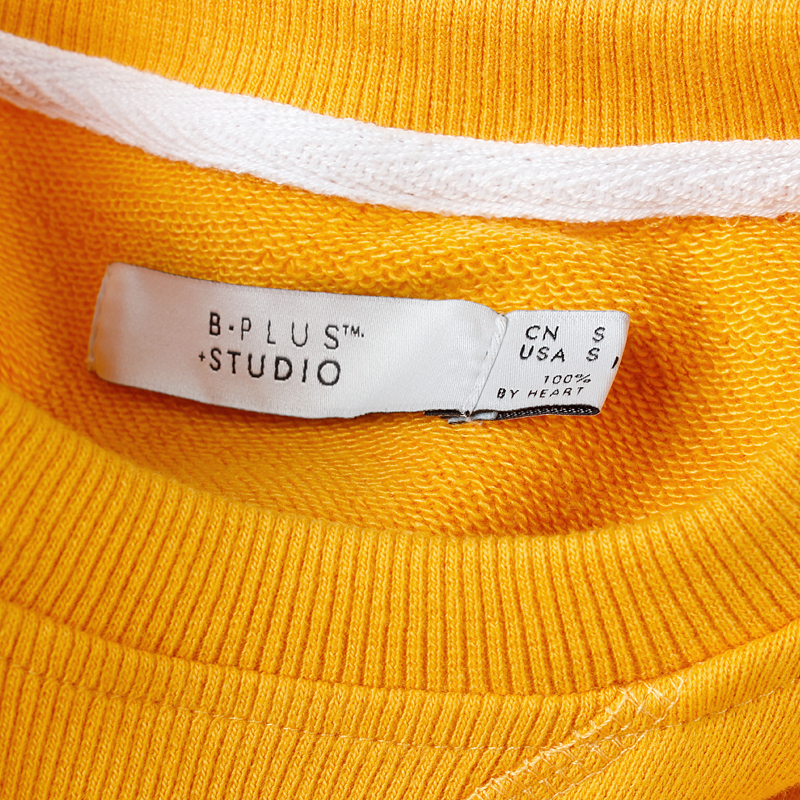 B·PLUS™.
+STUDIO
CN S
USA S
100%
BY HEART